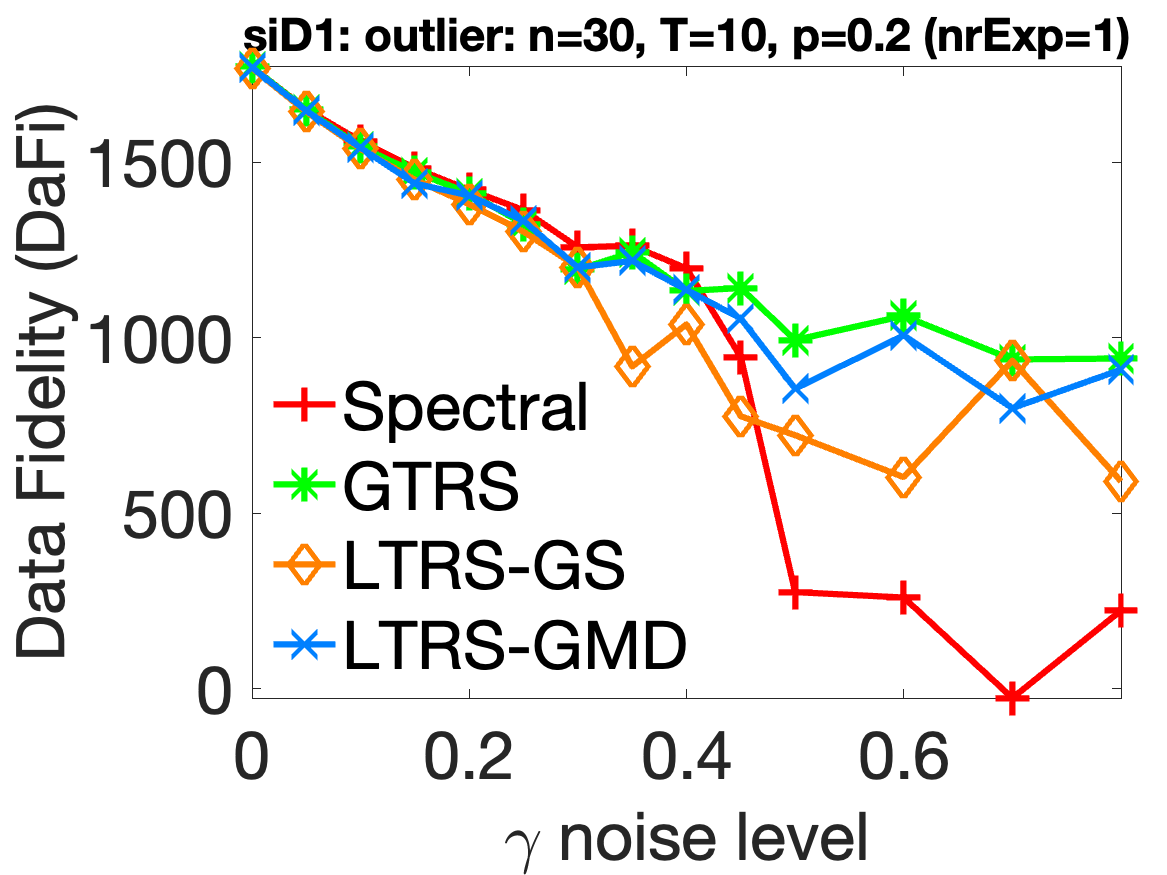 siD1: outlier: n=30, T=10, p=0.2 (nrExp=1)
Data Fidelity (DaFi)
1500
1000
500
0
Spectral
GTRS
LTRS-GS
LTRS-GMD
0 0.2 0.4 0.6
γ noise level